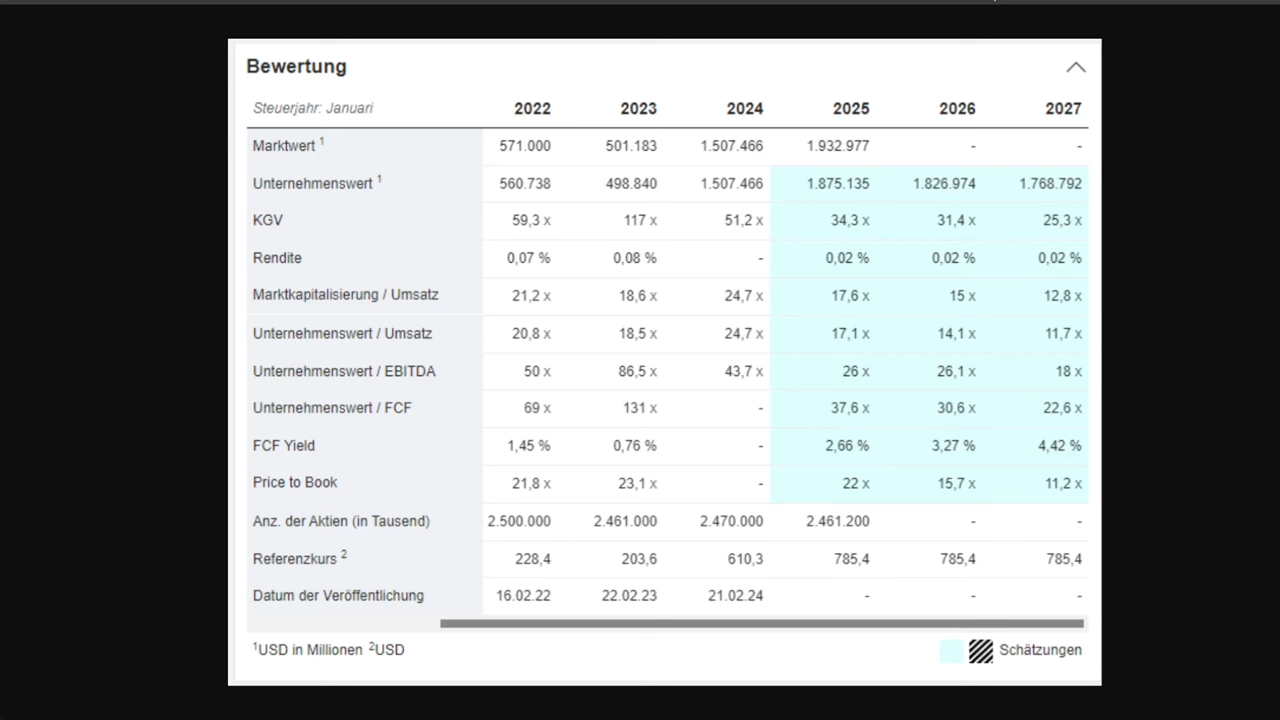 Bewertung
Steuerjahr: Januari 2022 2023 2024 2025 2026 2027
Marktwert 1 571.000 501.183 1.507.466 1.932.977 - -
Unternehmenswert 1 560.738 498.840 1.507.466 1.875.135 1.826.974 1.768.792
KGV 59,3 x 117 x 51,2 x 34,3 x 31,4 x 25,3 x
Rendite 0,07 % 0,08 % - 0,02 % 0,02 % 0,02 %
Marktkapitalisierung / Umsatz 21,2 x 18,6 x 24,7 x 17,6 x 15 x 12,8 x
Unternehmenswert / Umsatz 20,8 x 18,5 x 24,7 x 17,1 x 14,1 x 11,7 x
Unternehmenswert / EBITDA 50 x 86,5 x 43,7 x 26 x 26,1 x 18 x
Unternehmenswert / FCF 69 x 131 x - 37,6 x 30,6 x 22,6 x
FCF Yield 1,45 % 0,76 % - 2,66 % 3,27 % 4,42 %
Price to Book 21,8 x 23,1 x - 22 x 15,7 x 11,2 x
Anz. der Aktien (in Tausend) 2.500.000 2.461.000 2.470.000 2.461.200 - -
Referenzkurs 2 228,4 203,6 610,3 785,4 785,4 785,4
Datum der Veröffentlichung 16.02.22 22.02.23 21.02.24 - - -
1USD in Millionen 2USD Schätzungen